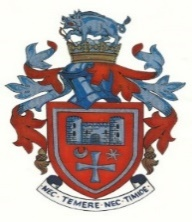 NEC · TEMERE · NEC · TIMIDE ·